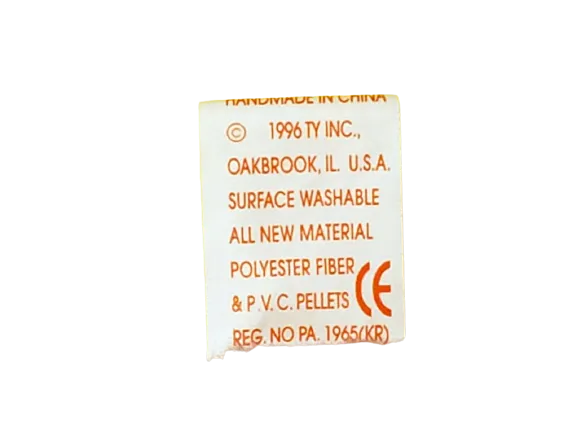 HANDMADE IN CHINA
© 1996 TY INC.,
OAKBROOK, IL. U.S.A.
SURFACE WASHABLE
ALL NEW MATERIAL
POLYESTER FIBER
& P.V.C. PELLETS CE
REG. NO PA. 1965(KR)